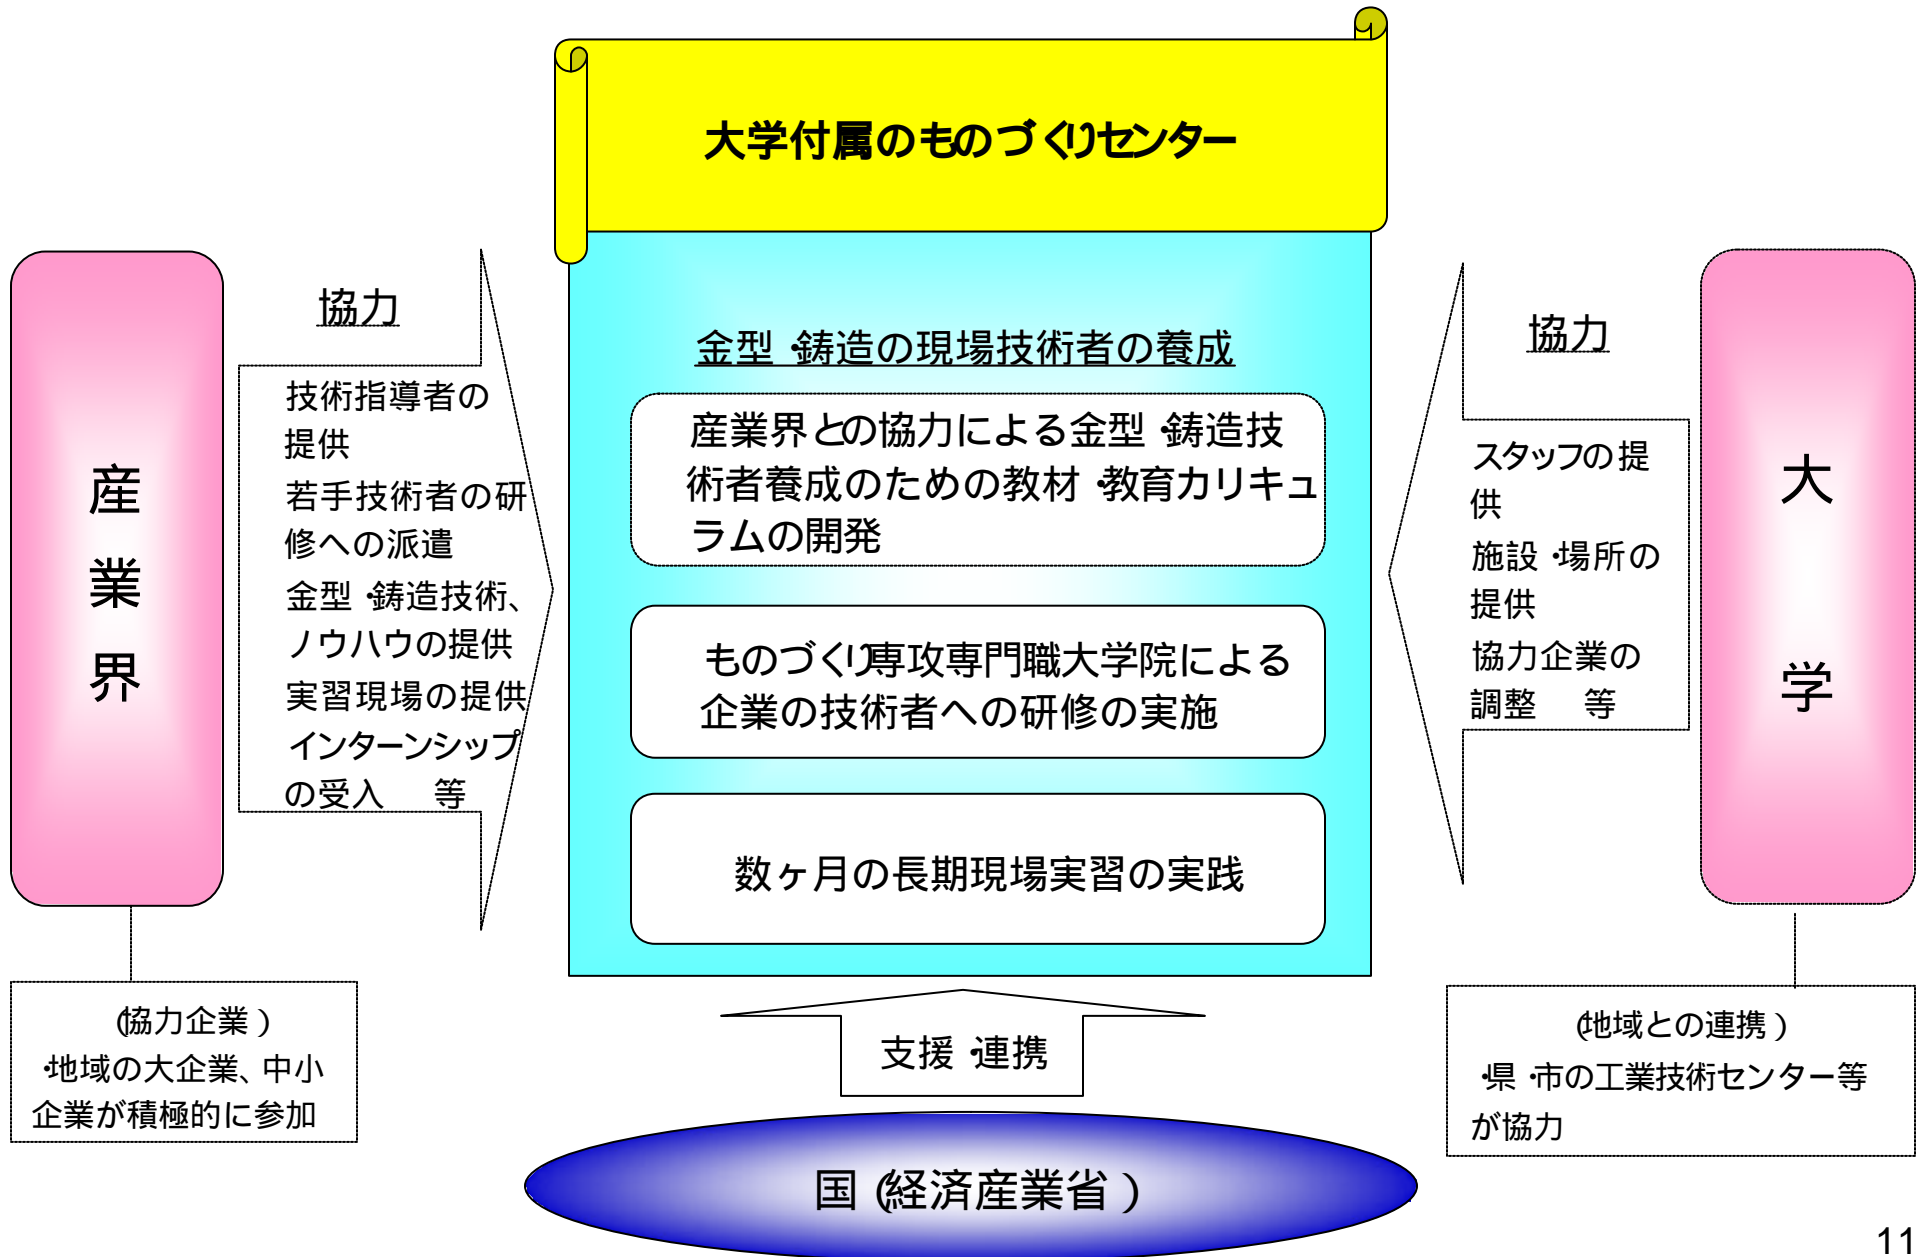 大学付属のものづくりセンター
産
業
界
協力
技術指導者の
提供
若手技術者の研
修への派遣
金型・鋳造技術、
ノウハウの提供
実習現場の提供
インターンシップ
の受入　等
金型・鋳造の現場技術者の養成
産業界との協力による金型・鋳造技
術者養成のための教材・教育カリキュ
ラムの開発
ものづくり専攻専門職大学院による
企業の技術者への研修の実施
数ヶ月の長期現場実習の実践
協力
スタッフの提
供
施設・場所の
提供
協力企業の
調整　等
大
学
(協力企業)
・地域の大企業、中小
企業が積極的に参加
支援・連携
国(経済産業省)
(地域との連携)
・県・市の工業技術センター等
が協力
11